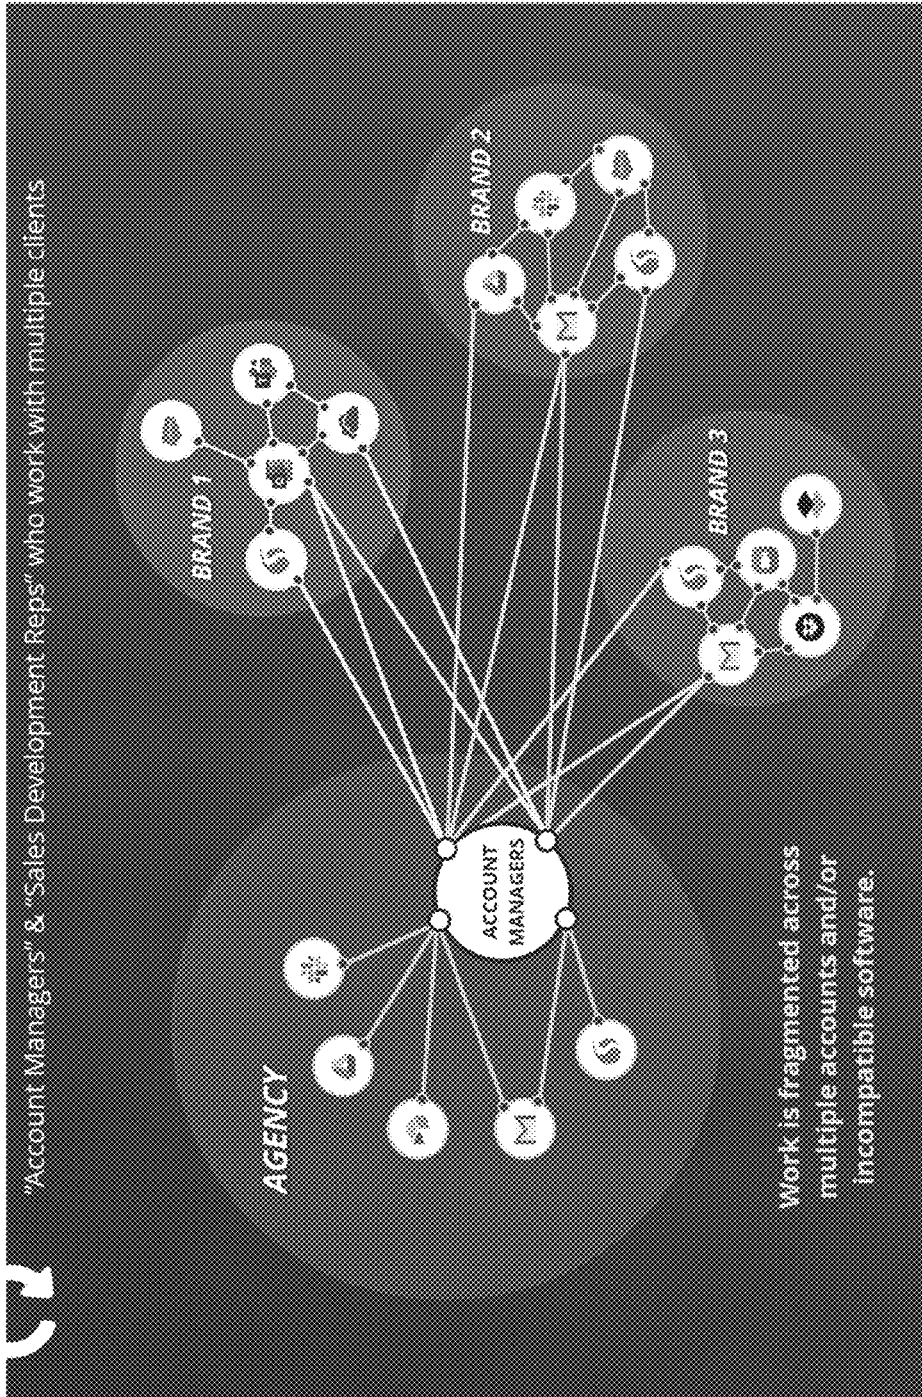 "Account Managers" & "Sales Development Reps" who work with multiple clients
AGENCY
ACCOUNT
MANAGERS
BRAND 1
BRAND 2
BRAND 3
Work is fragmented across
multiple accounts and/or
incompatible software.